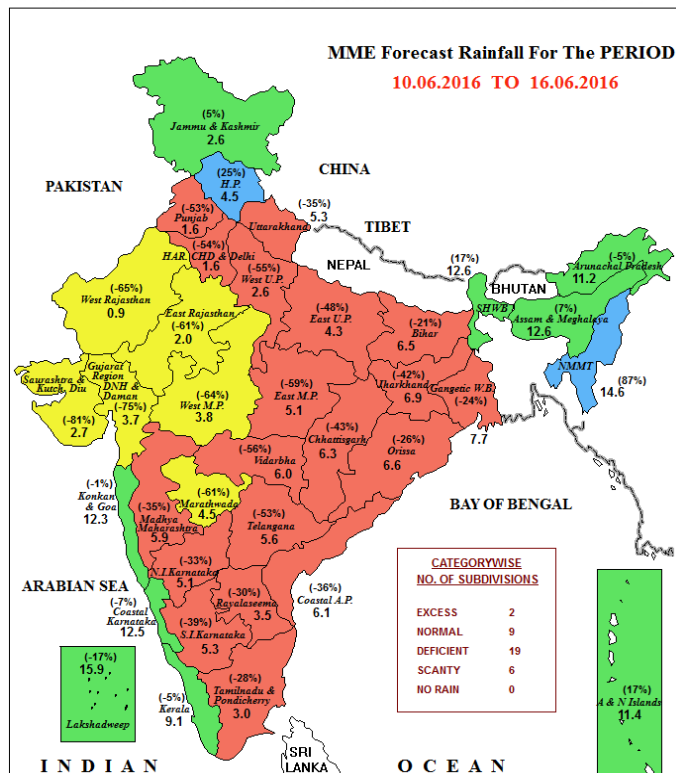 MME Forecast Rainfall For The PERIOD
10.06.2016 TO 16.06.2016
(5%)
Jammu & Kashmir
2.6
CHINA
(25%)
H.P.
4.5
PAKISTAN
(-53%)
Punjab
1.6
(-35%)
5.3
Uttarakhand
TIBET
(-54%)
HAR. CHD & Delhi
1.6
(-55%)
West U.P.
2.6
NEPAL
(17%)
12.6
BHUTAN
(-5%)
Arunachal Pradesh
11.2
(-65%)
West Rajasthan
0.9
East Rajasthan
(-61%)
2.0
(-48%)
East U.P.
4.3
(-21%)
Bihar
6.5
SHWB
(7%)
Assam & Meghalaya
12.6
NMMT
(87%)
14.6
Saurashtra &
Kutch, Diu
(-81%)
2.7
Gujarat
Region
DNH &
Daman
(-75%)
3.7
(-64%)
West M.P.
3.8
(-59%)
East M.P.
5.1
(-42%)
Jharkhand
6.9
Gangetic W.B.
(-24%)
7.7
(-43%)
Chhattisgarh
6.3
(-26%)
Orissa
6.6
(-56%)
Vidarbha
6.0
(-1%)
Konkan
& Goa
12.3
(-61%)
Marathwada
4.5
(-35%)
Madhya
Maharashtra
5.9
(-53%)
Telangana
5.6
BAY OF BENGAL
(-33%)
N.I.Karnataka
5.1
ARABIAN SEA
(-7%)
Coastal
Karnataka
12.5
(-30%)
Rayalaseema
3.5
(-36%)
Coastal A.P.
6.1
(-39%)
S.I.Karnataka
5.3
CATEGORYWISE
NO. OF SUBDIVISIONS
EXCESS 2
NORMAL 9
DEFICIENT 19
SCANTY 6
NO RAIN 0
(-17%)
15.9
Lakshadweep
(-5%)
Kerala
9.1
(-28%)
Tamilnadu &
Pondicherry
3.0
(17%)
A & N Islands
11.4
SRI
LANKA
INDIAN OCEAN